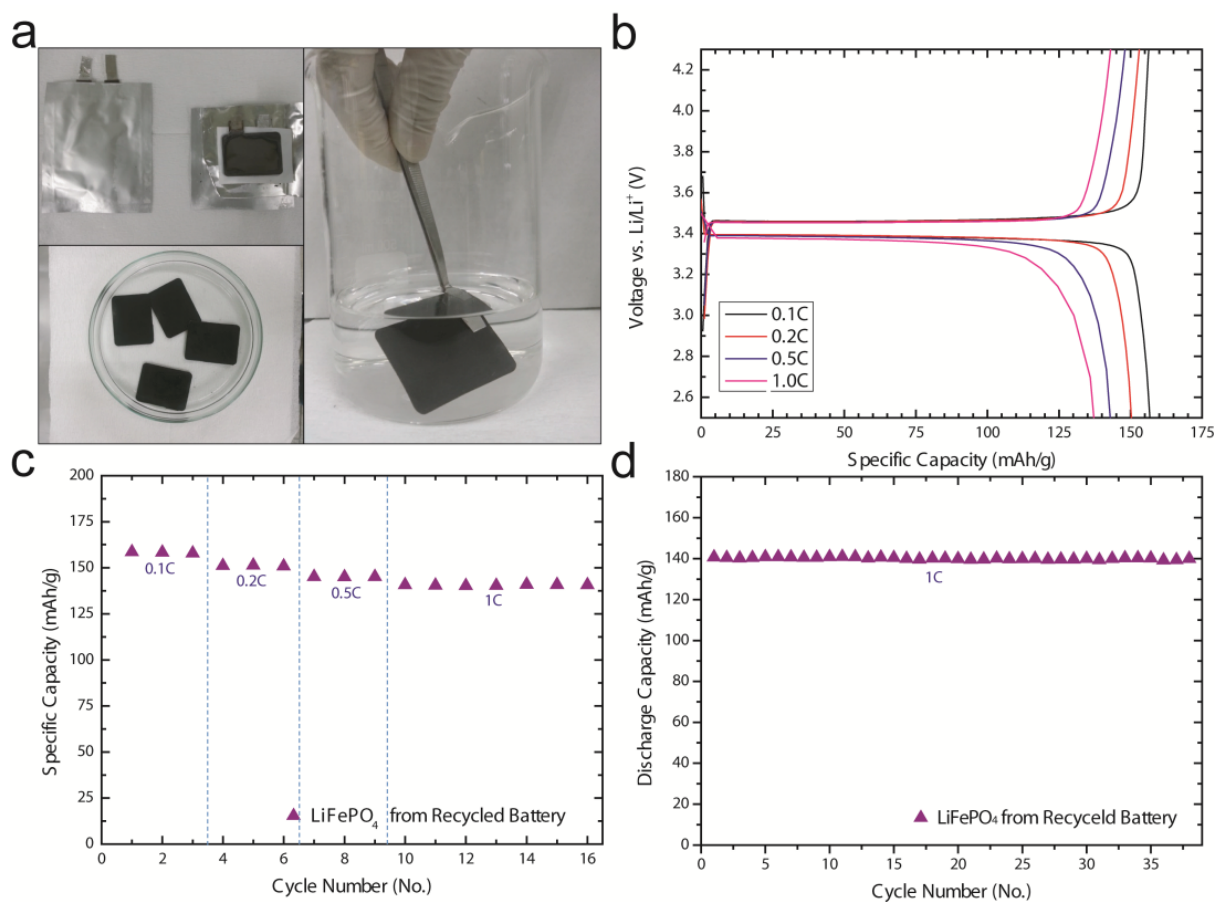 a
b
4.2
3.8
3.6
3.4
3.3
3.0
2.8
2.6
Voltage vs. Li/Li⁺ (V)
0.1C
0.2C
0.5C
1.0C
0 25 50 75 100 125 150 175
Specific Capacity (mAh/g)
c
200
175
150
125
100
75
50
25
0
Specific Capacity (mAh/g)
0.1C
0.2C
0.5C
1C
LiFePO₄ from Recycled Battery
0 2 4 6 8 10 12 14 16
Cycle Number (No.)
d
180
160
140
120
100
80
60
40
20
0
Discharge Capacity (mAh/g)
1C
LiFePO₄ from Recyceld Battery
0 5 10 15 20 25 30 35
Cycle Number (No.)